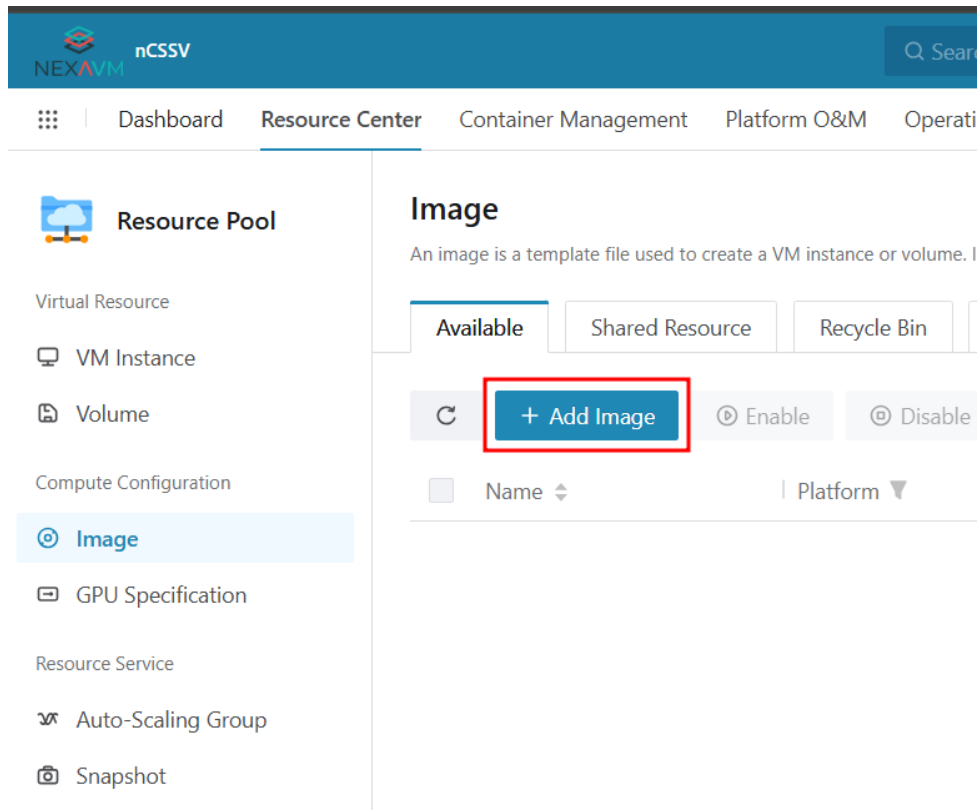 NEXAVM
nCSSV
Dashboard
Resource Center
Container Management
Platform O&M
Resource Pool
Virtual Resource
VM Instance
Volume
Compute Configuration
Image
GPU Specification
Resource Service
Auto-Scaling Group
Snapshot
Image
An image is a template file used to create a VM instance or volume.
Available
Shared Resource
Recycle Bin
+ Add Image
Enable
Disable
Name
Platform